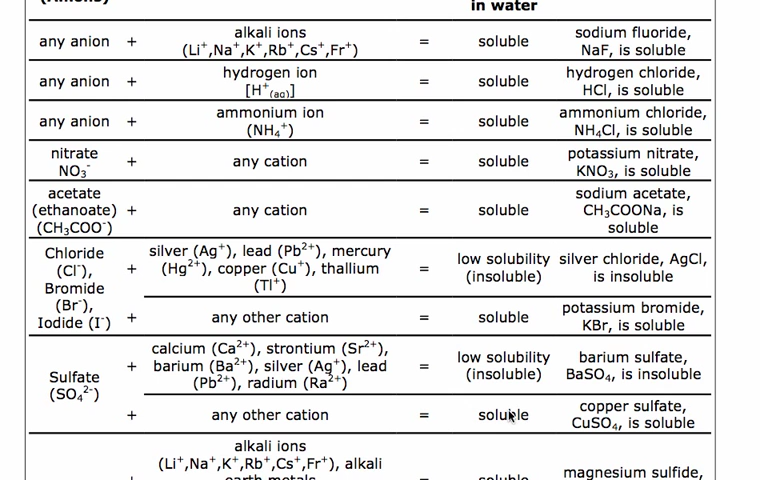 (Anions)
in water
any anion + alkali ions (Li⁺,Na⁺,K⁺,Rb⁺,Cs⁺,Fr⁺) = soluble sodium fluoride, NaF, is soluble
any anion + hydrogen ion [H⁺(aq)] = soluble hydrogen chloride, HCl, is soluble
any anion + ammonium ion (NH₄⁺) = soluble ammonium chloride, NH₄Cl, is soluble
nitrate NO₃⁻ + any cation = soluble potassium nitrate, KNO₃, is soluble
acetate (ethanoate) (CH₃COO⁻) + any cation = soluble sodium acetate, CH₃COONa, is soluble
Chloride (Cl⁻), Bromide (Br⁻), Iodide (I⁻)
+ silver (Ag⁺), lead (Pb²⁺), mercury (Hg²⁺), copper (Cu⁺), thallium (Tl⁺) = low solubility (insoluble) silver chloride, AgCl, is insoluble
+ any other cation = soluble potassium bromide, KBr, is soluble
Sulfate (SO₄²⁻)
+ calcium (Ca²⁺), strontium (Sr²⁺), barium (Ba²⁺), silver (Ag⁺), lead (Pb²⁺), radium (Ra²⁺) = low solubility (insoluble) barium sulfate, BaSO₄, is insoluble
+ any other cation = soluble copper sulfate, CuSO₄, is soluble
+ alkali ions (Li⁺,Na⁺,K⁺,Rb⁺,Cs⁺,Fr⁺), alkali earth metals = soluble magnesium sulfide,